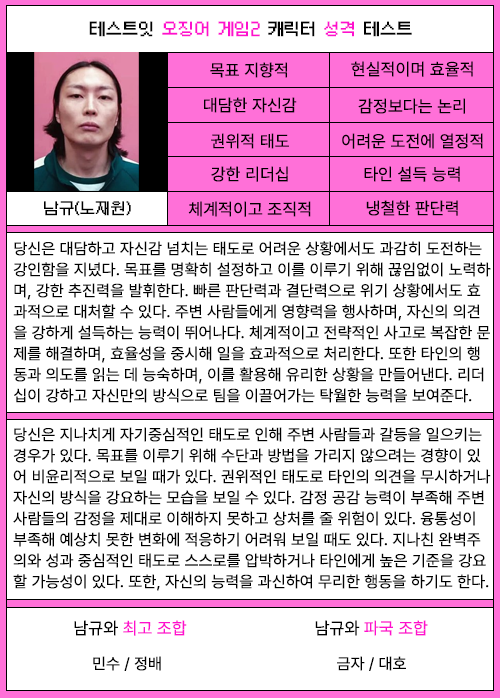 테스트잇 오징어 게임2 캐릭터 성격 테스트
목표 지향적
현실적이며 효율적
대담한 자신감
감정보다는 논리
권위적 태도
어려운 도전에 열정적
강한 리더십
타인 설득 능력
남규(노재원)
체계적이고 조직적
냉철한 판단력
당신은 대담하고 자신감 넘치는 태도로 어려운 상황에서도 과감히 도전하는
강인함을 지녔다. 목표를 명확히 설정하고 이를 이루기 위해 끊임없이 노력하
며, 강한 추진력을 발휘한다. 빠른 판단력과 결단력으로 위기 상황에서도 효
과적으로 대처할 수 있다. 주변 사람들에게 영향력을 행사하며, 자신의 의견
을 강하게 설득하는 능력이 뛰어나다. 체계적이고 전략적인 사고로 복잡한 문
제를 해결하며, 효율성을 중시해 일을 효과적으로 처리한다. 또한 타인의 행
동과 의도를 읽는 데 능숙하며, 이를 활용해 유리한 상황을 만들어낸다. 리더
십이 강하고 자신만의 방식으로 팀을 이끌어가는 탁월한 능력을 보여준다.
당신은 지나치게 자기중심적인 태도로 인해 주변 사람들과 갈등을 일으키는
경우가 있다. 목표를 이루기 위해 수단과 방법을 가리지 않으려는 경향이 있
어 비윤리적으로 보일 때가 있다. 권위적인 태도로 타인의 의견을 무시하거나
자신의 방식을 강요하는 모습을 보일 수 있다. 감정 공감 능력이 부족해 주변
사람들의 감정을 제대로 이해하지 못하고 상처를 줄 위험이 있다. 융통성이
부족해 예상치 못한 변화에 적응하기 어려워 보일 때도 있다. 지나친 완벽주
의와 성과 중심적인 태도로 스스로를 압박하거나 타인에게 높은 기준을 강요
할 가능성이 있다. 또한, 자신의 능력을 과신하여 무리한 행동을 하기도 한다.
남규와 최고 조합
남규와 파국 조합
민수 / 정배
금자 / 대호